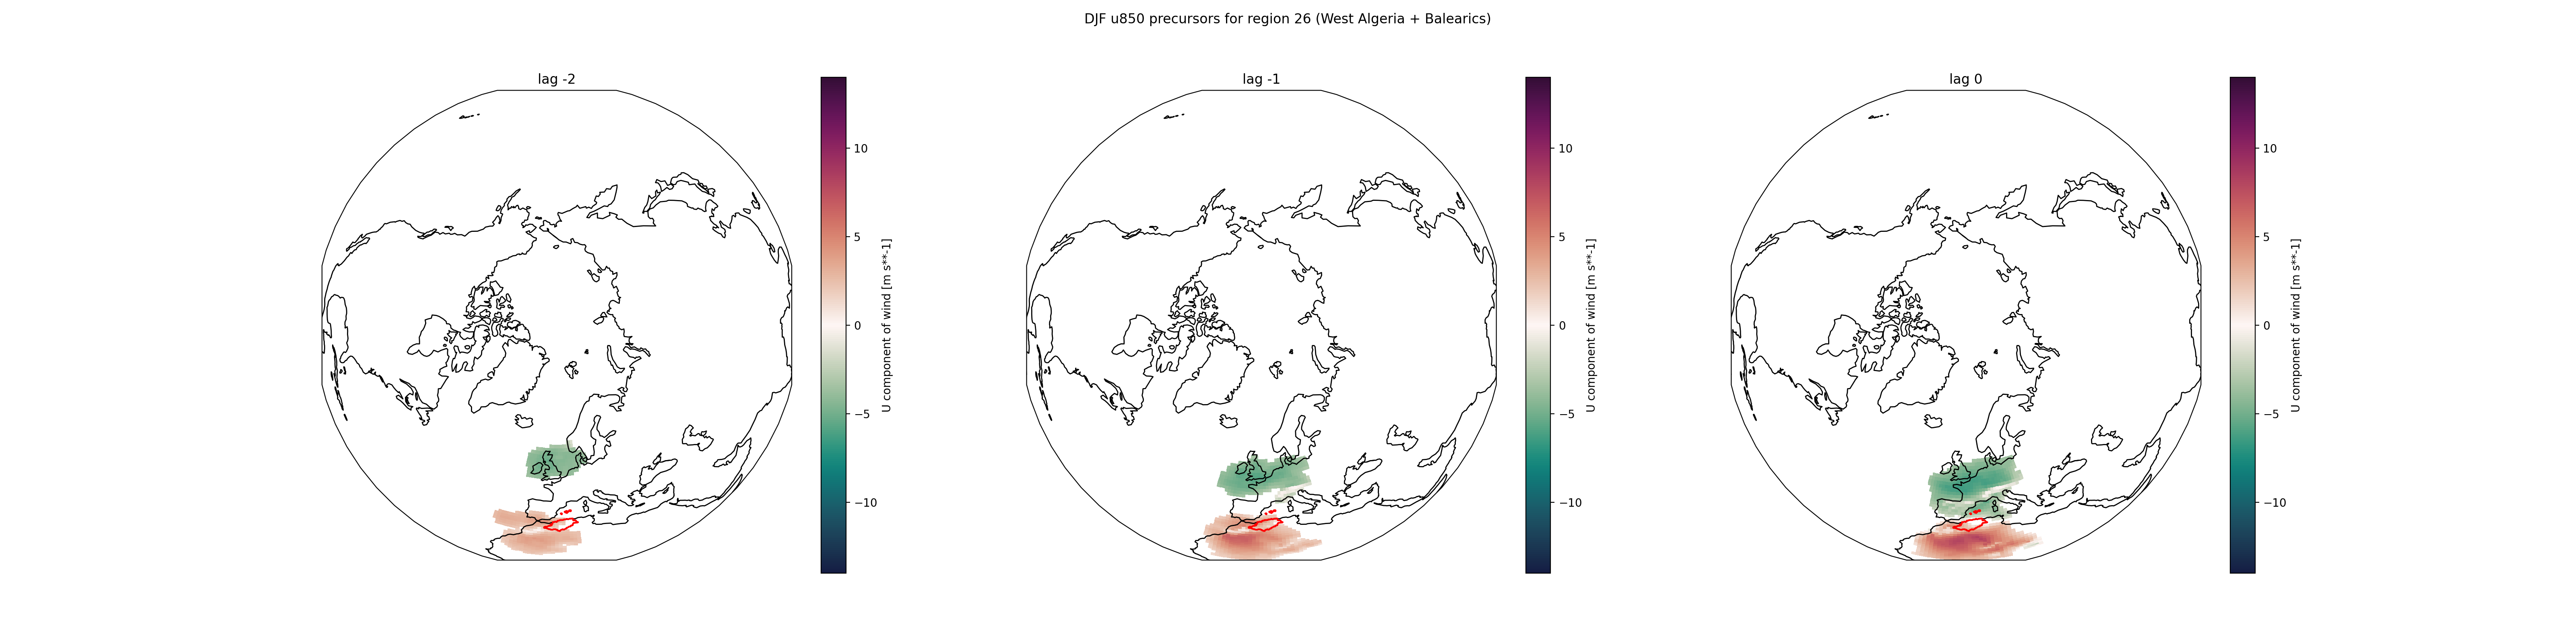 DJF u850 precursors for region 26 (West Algeria + Balearics)
lag -2
10
5
0
−5
−10
U component of wind [m s**-1]
lag -1
10
5
0
−5
−10
U component of wind [m s**-1]
lag 0
10
5
0
−5
−10
U component of wind [m s**-1]